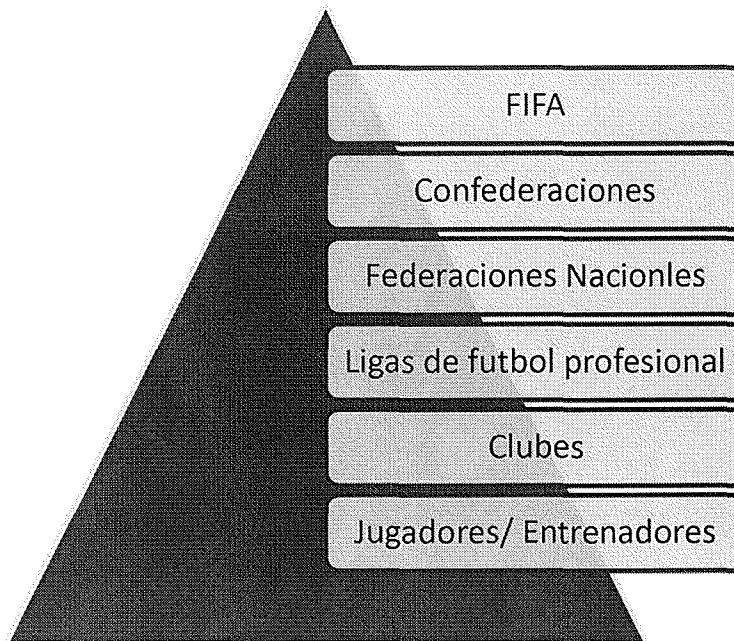 FIFA
Confederaciones
Federaciones Nacionles
Ligas de futbol profesional
Clubes
Jugadores/ Entrenadores